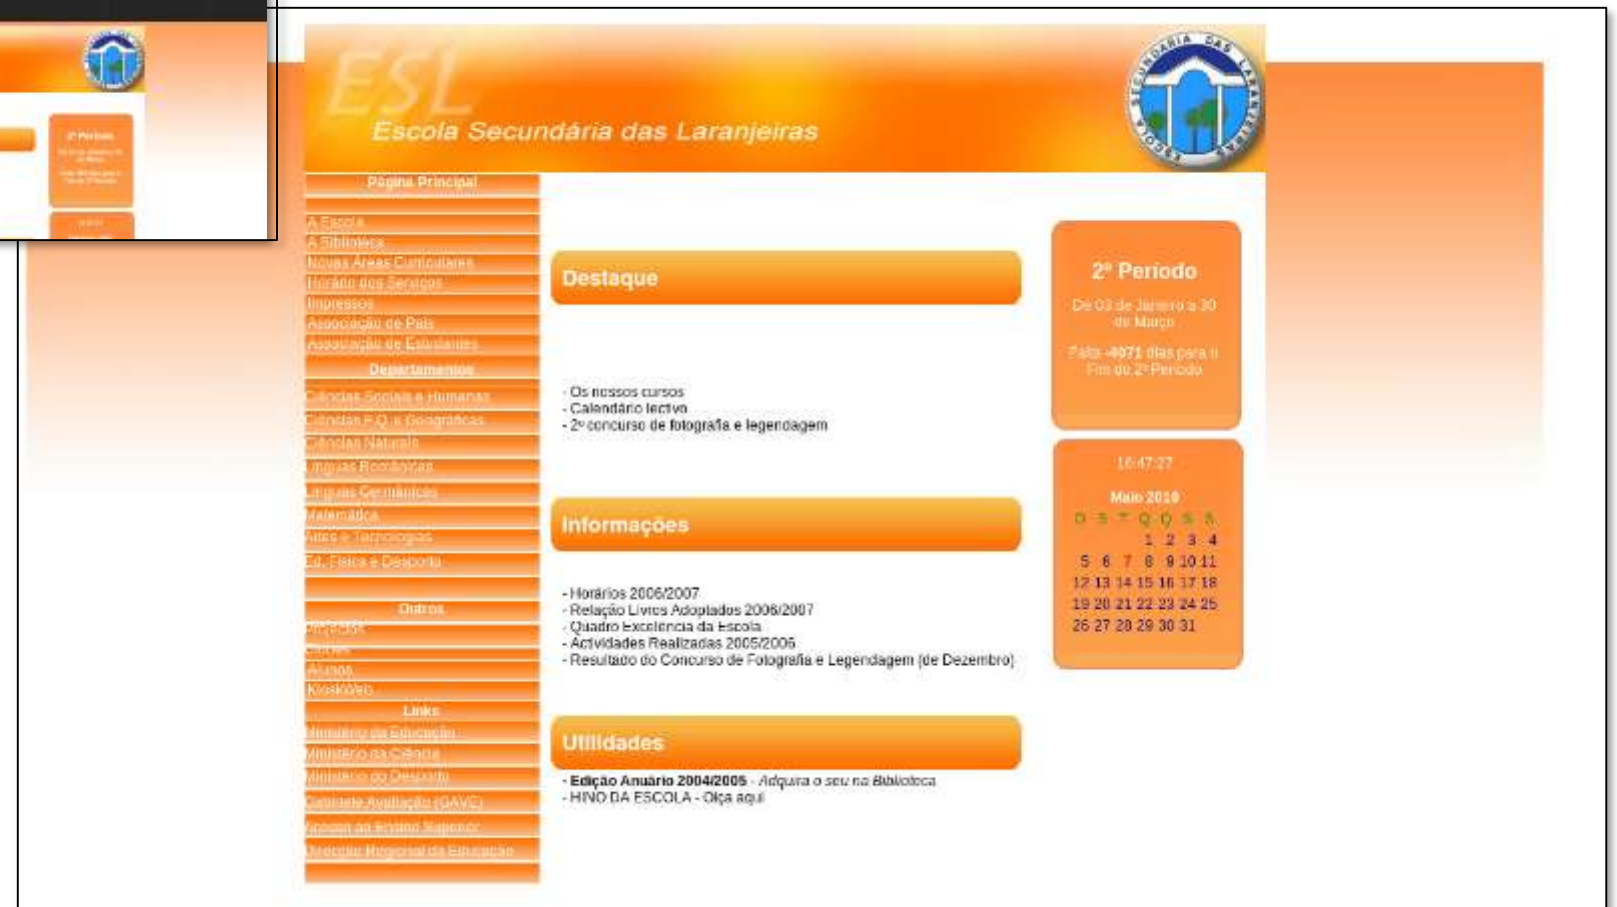 ESL
Escola Secundária das Laranjeiras
ESCOLA SECUNDARIA DAS LARANJEIRAS
Página Principal
A Escola
A Biblioteca
Novas Áreas Curriculares
Horário dos Serviços
Impressos
Associação de Pais
Associação de Estudantes
Departamentos
Ciências Sociais e Humanas
Ciências F.Q. e Geográficas
Ciências Naturais
Línguas Românicas
Línguas Germânicas
Matemática
Artes e Tecnologias
Ed. Física e Desporto
Outros
Projectos
Clubes
Alunos
KioskWeb
Links
Ministério da Educação
Ministério da Ciência
Ministério do Desporto
Gabinete Avaliação (GAVE)
Acesso ao Ensino Superior
Direcção Regional da Educação
Destaque
- Os nossos cursos
- Calendário lectivo
- 2º concurso de fotografia e legendagem
Informações
- Horários 2006/2007
- Relação Livros Adoptados 2006/2007
- Quadro Excelência da Escola
- Actividades Realizadas 2005/2006
- Resultado do Concurso de Fotografia e Legendagem (de Dezembro)
Utilidades
- Edição Anuário 2004/2005 - Adquira o seu na Biblioteca
- HINO DA ESCOLA - Oiça aqui
2º Período
De 03 de Janeiro a 30
de Março
Falta -4071 dias para o
Fim do 2º Período
16:47:27
Maio 2019
D S T Q Q S S
1 2 3 4
5 6 7 8 9 10 11
12 13 14 15 16 17 18
19 20 21 22 23 24 25
26 27 28 29 30 31
2º Período